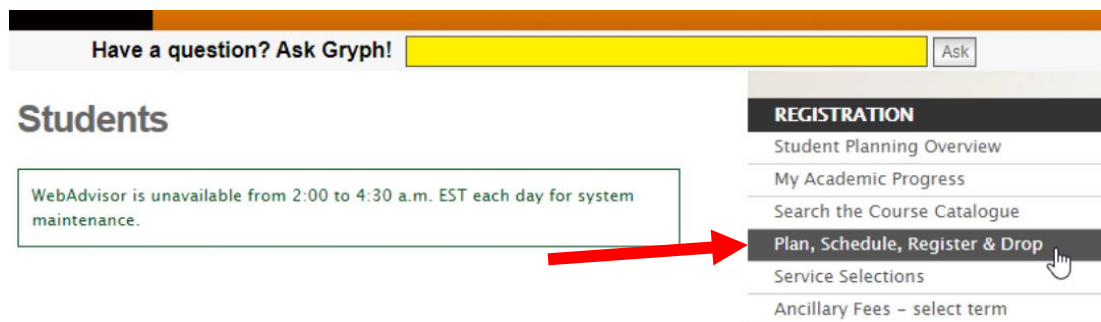 Have a question? Ask Gryph!
Ask
Students
WebAdvisor is unavailable from 2:00 to 4:30 a.m. EST each day for system
maintenance.
REGISTRATION
Student Planning Overview
My Academic Progress
Search the Course Catalogue
Plan, Schedule, Register & Drop
Service Selections
Ancillary Fees – select term